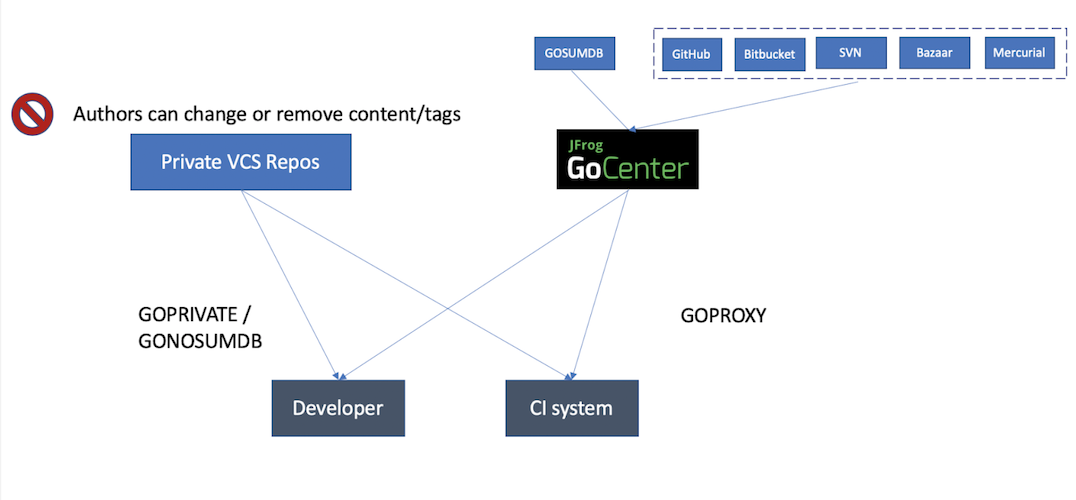 GOSUMDB
GitHub
Bitbucket
SVN
Bazaar
Mercurial
Authors can change or remove content/tags
Private VCS Repos
JFrog
GoCenter
GOPRIVATE /
GONOSUMDB
GOPROXY
Developer
CI system